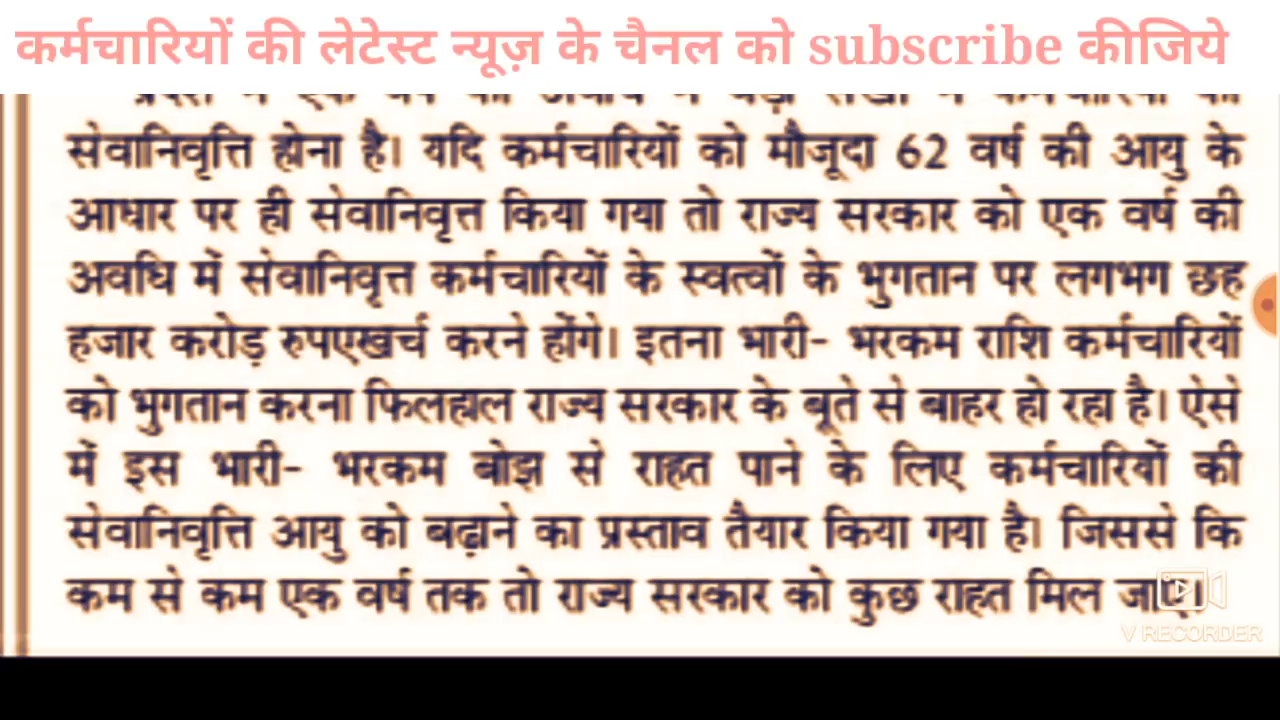 कर्मचारियों की लेटेस्ट न्यूज़ के चैनल को subscribe कीजिये
सेवानिवृत्ति होना है। यदि कर्मचारियों को मौजूदा 62 वर्ष की आयु के
आधार पर ही सेवानिवृत्त किया गया तो राज्य सरकार को एक वर्ष की
अवधि में सेवानिवृत्त कर्मचारियों के स्वत्वों के भुगतान पर लगभग छह
हजार करोड़ रुपएखर्च करने होंगे। इतना भारी- भरकम राशि कर्मचारियों
को भुगतान करना फिलहाल राज्य सरकार के बूते से बाहर हो रहा है। ऐसे
में इस भारी- भरकम बोझ से राहत पाने के लिए कर्मचारियों की
सेवानिवृत्ति आयु को बढ़ाने का प्रस्ताव तैयार किया गया है। जिससे कि
कम से कम एक वर्ष तक तो राज्य सरकार को कुछ राहत मिल जाए।
V RECORDER